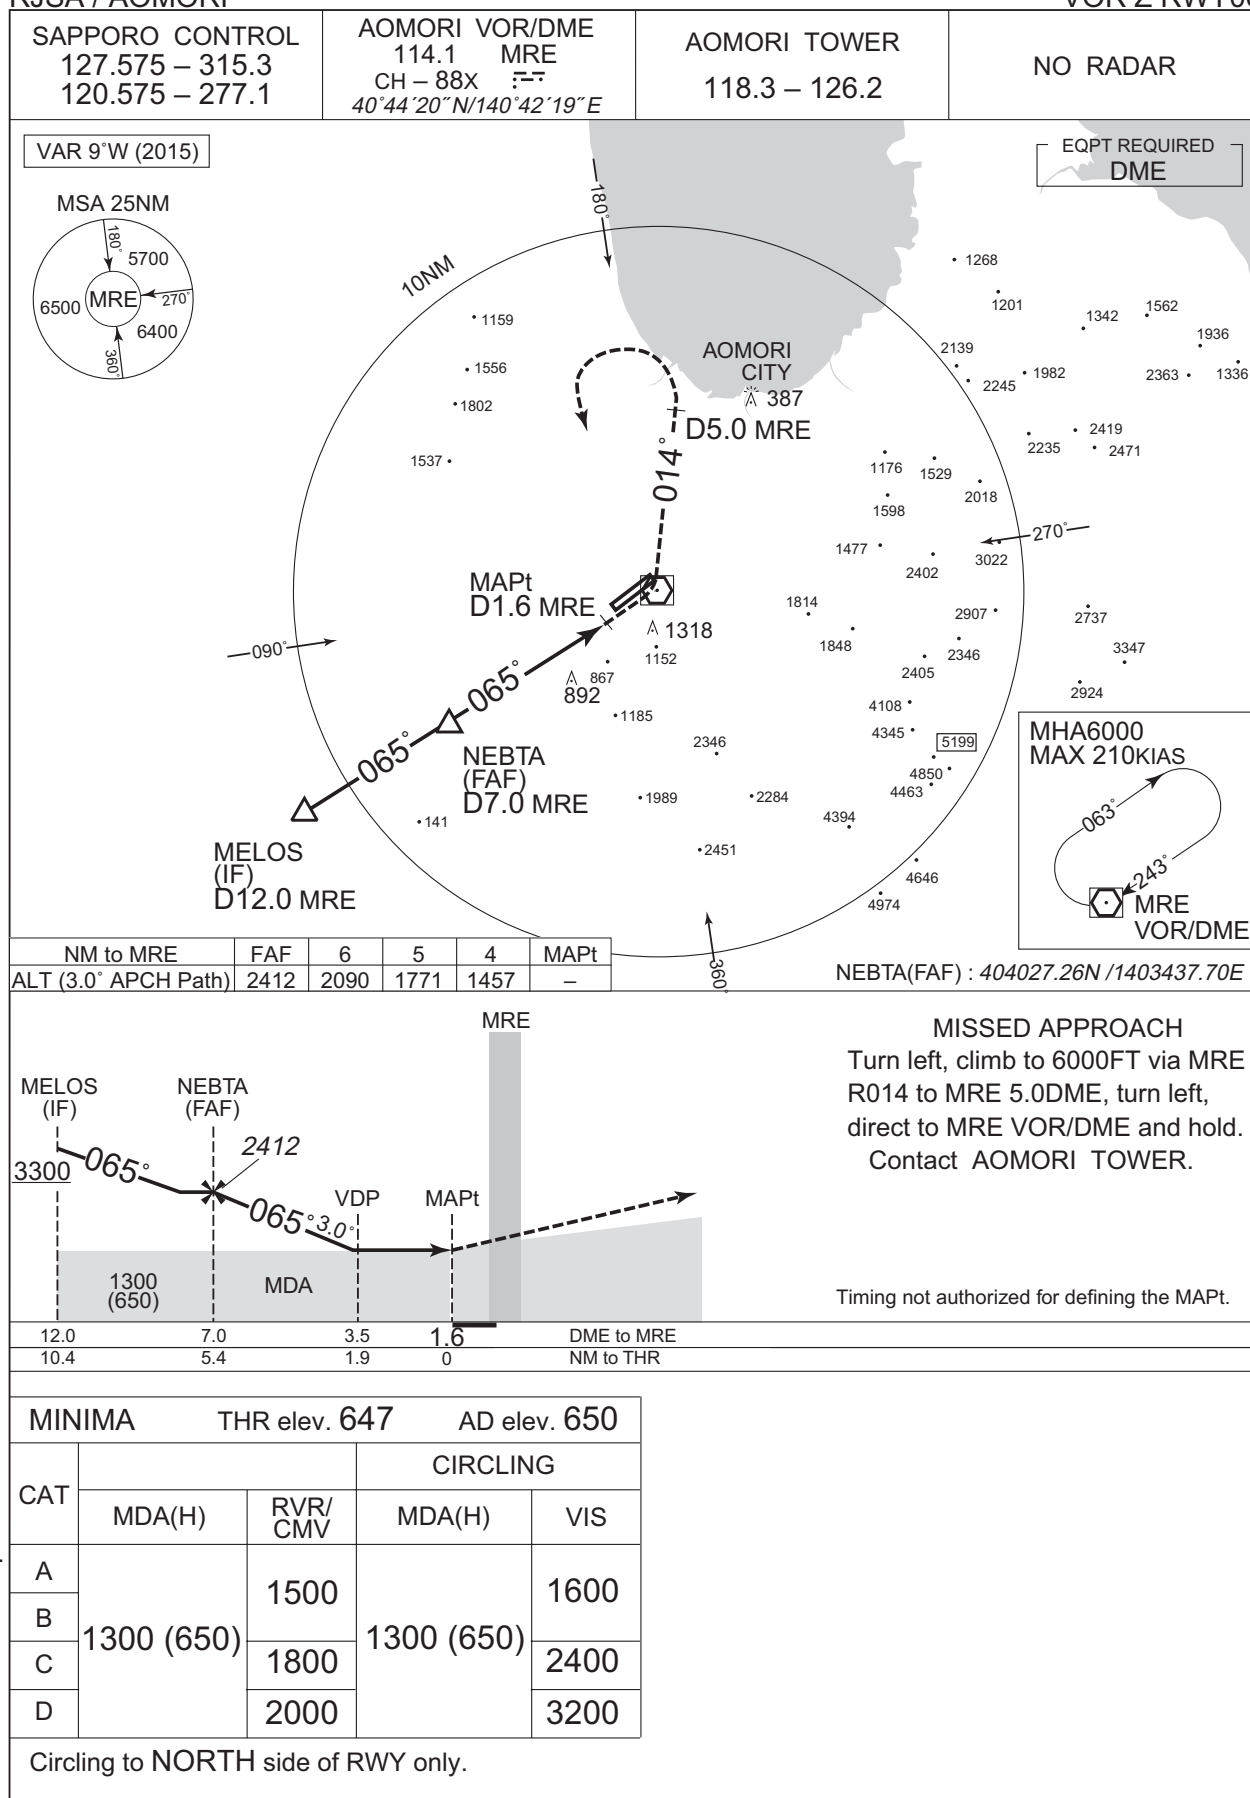 RJSA / AOMORI
VOR Z RWY06
SAPPORO CONTROL
127.575 – 315.3
120.575 – 277.1
AOMORI VOR/DME
114.1 MRE
CH – 88X
40°44´20˝N/140°42´19˝E
AOMORI TOWER
118.3 – 126.2
NO RADAR
VAR 9°W (2015)
EQPT REQUIRED
DME
MSA 25NM
180°
5700
MRE
270°
6500
6400
360°
180°
10NM
1268
1201
1562
1342
1936
1159
2139
1336
1556
AOMORI
CITY
387
1982
2363
2245
1802
D5.0 MRE
2419
2235
2471
1537
014°
1176
1529
2018
1598
270°
1477
2402
3022
MAPt
D1.6 MRE
1814
2907
2737
1318
1848
2346
090°
1152
2405
3347
867
892
065°
2924
4108
1185
4345
MHA6000
MAX 210KIAS
5199
2346
065°
NEBTA
(FAF)
D7.0 MRE
4850
4463
1989
2284
4394
063°
141
MELOS
(IF)
D12.0 MRE
2451
4646
243°
4974
MRE
VOR/DME
360°
NM to MRE FAF 6 5 4 MAPt
ALT (3.0° APCH Path) 2412 2090 1771 1457 –
NEBTA(FAF) : 404027.26N /1403437.70E
MRE
MISSED APPROACH
Turn left, climb to 6000FT via MRE
R014 to MRE 5.0DME, turn left,
direct to MRE VOR/DME and hold.
Contact AOMORI TOWER.
MELOS
(IF)
NEBTA
(FAF)
2412
3300
065°
065°
3.0°
VDP
MAPt
1300
(650)
MDA
Timing not authorized for defining the MAPt.
12.0 7.0 3.5 1.6 DME to MRE
10.4 5.4 1.9 0 NM to THR
MINIMA THR elev. 647 AD elev. 650
CAT
CIRCLING
MDA(H)
RVR/
CMV
MDA(H)
VIS
A
B
C
D
1300 (650)
1500
1800
2000
1300 (650)
1600
2400
3200
Circling to NORTH side of RWY only.